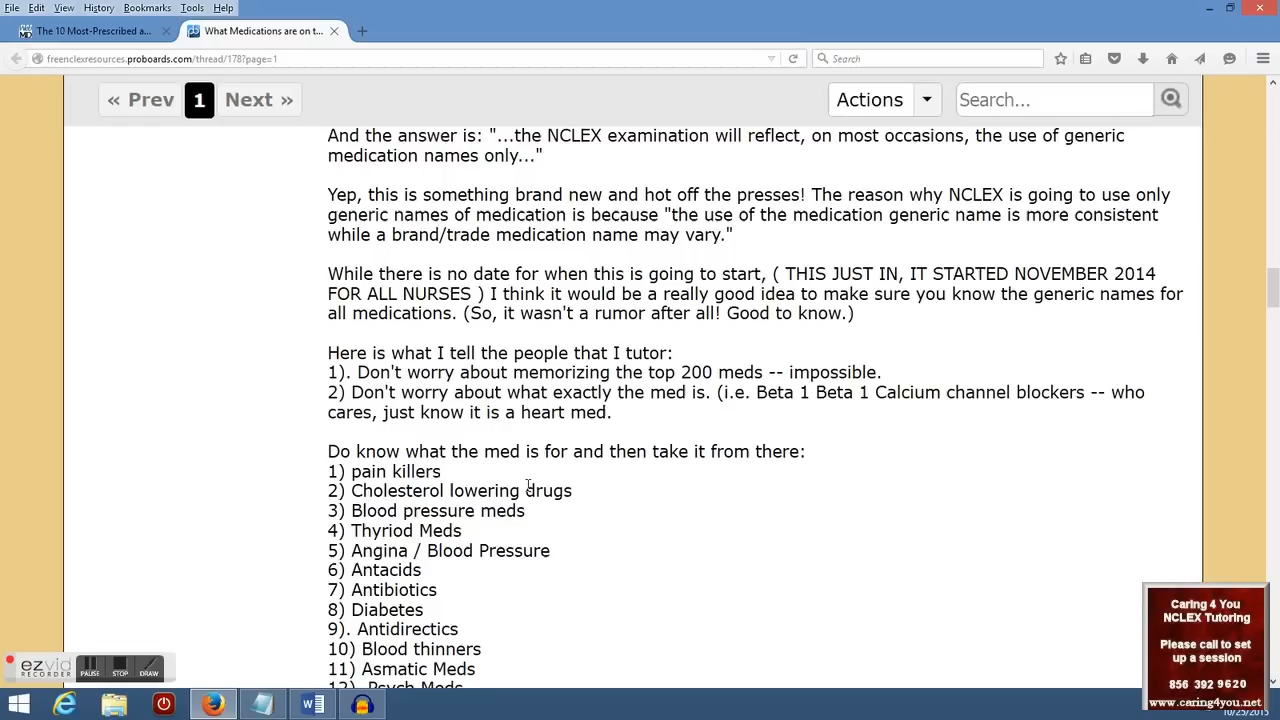 File Edit View History Bookmarks Tools Help
The 10 Most-Prescribed a...
What Medications are on t...
freenclexresources.proboards.com/thread/178?page=1
Search
« Prev 1 Next »
Actions
Search...
And the answer is: "...the NCLEX examination will reflect, on most occasions, the use of generic
medication names only..."
Yep, this is something brand new and hot off the presses! The reason why NCLEX is going to use only
generic names of medication is because "the use of the medication generic name is more consistent
while a brand/trade medication name may vary."
While there is no date for when this is going to start, ( THIS JUST IN, IT STARTED NOVEMBER 2014
FOR ALL NURSES ) I think it would be a really good idea to make sure you know the generic names for
all medications. (So, it wasn't a rumor after all! Good to know.)
Here is what I tell the people that I tutor:
1). Don't worry about memorizing the top 200 meds -- impossible.
2) Don't worry about what exactly the med is. (i.e. Beta 1 Beta 1 Calcium channel blockers -- who
cares, just know it is a heart med.
Do know what the med is for and then take it from there:
1) pain killers
2) Cholesterol lowering drugs
3) Blood pressure meds
4) Thyriod Meds
5) Angina / Blood Pressure
6) Antacids
7) Antibiotics
8) Diabetes
9). Antidirectics
10) Blood thinners
11) Asmatic Meds
12). Psych Meds
ezvid
RECORDER
PAUSE
STOP
DRAW
Caring 4 You
NCLEX Tutoring
Please call to set
up a session
856 392 9620
www.caring4you.net
10/25/2015